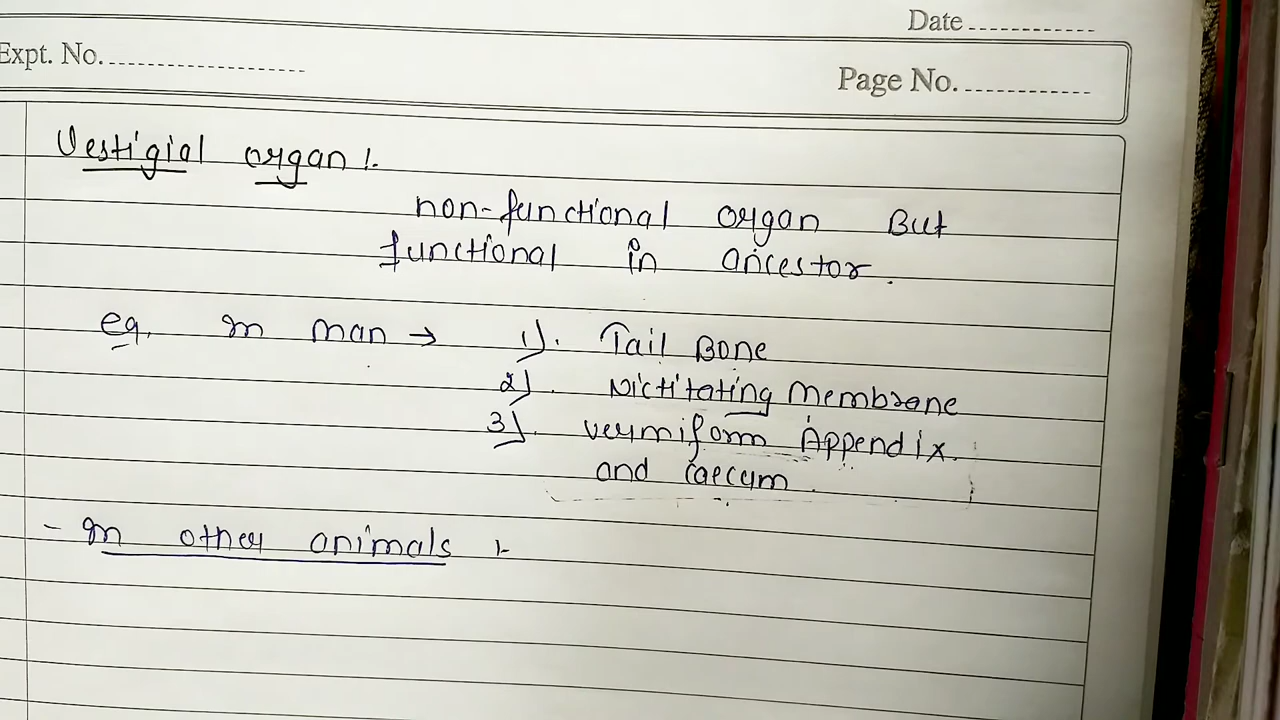 Date ............
Expt. No. ....................
Page No. ............
Vestigial organ :-
non-functional organ But
functional in ancestor.
eg. In man → 1). Tail Bone
2). Nictitating Membrane
3). vermiform Appendix.
and caecum.
- In other animals :-